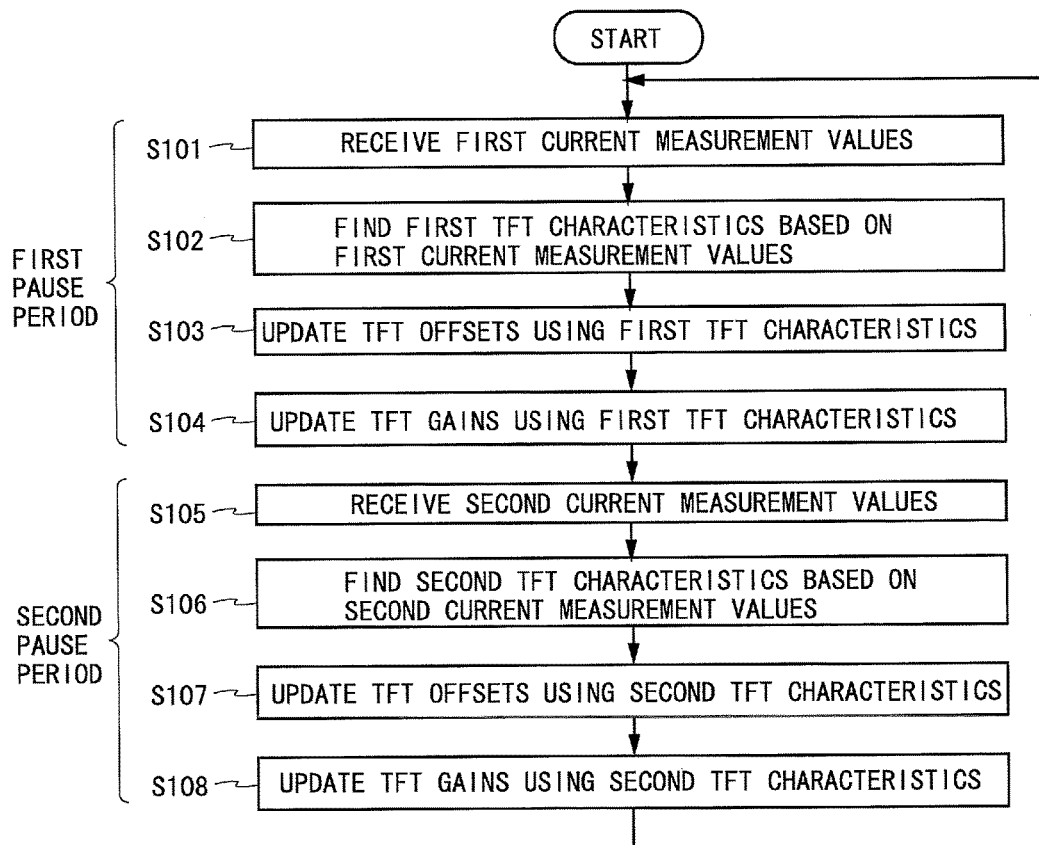 START
FIRST
PAUSE
PERIOD
S101
RECEIVE FIRST CURRENT MEASUREMENT VALUES
S102
FIND FIRST TFT CHARACTERISTICS BASED ON
FIRST CURRENT MEASUREMENT VALUES
S103
UPDATE TFT OFFSETS USING FIRST TFT CHARACTERISTICS
S104
UPDATE TFT GAINS USING FIRST TFT CHARACTERISTICS
SECOND
PAUSE
PERIOD
S105
RECEIVE SECOND CURRENT MEASUREMENT VALUES
S106
FIND SECOND TFT CHARACTERISTICS BASED ON
SECOND CURRENT MEASUREMENT VALUES
S107
UPDATE TFT OFFSETS USING SECOND TFT CHARACTERISTICS
S108
UPDATE TFT GAINS USING SECOND TFT CHARACTERISTICS